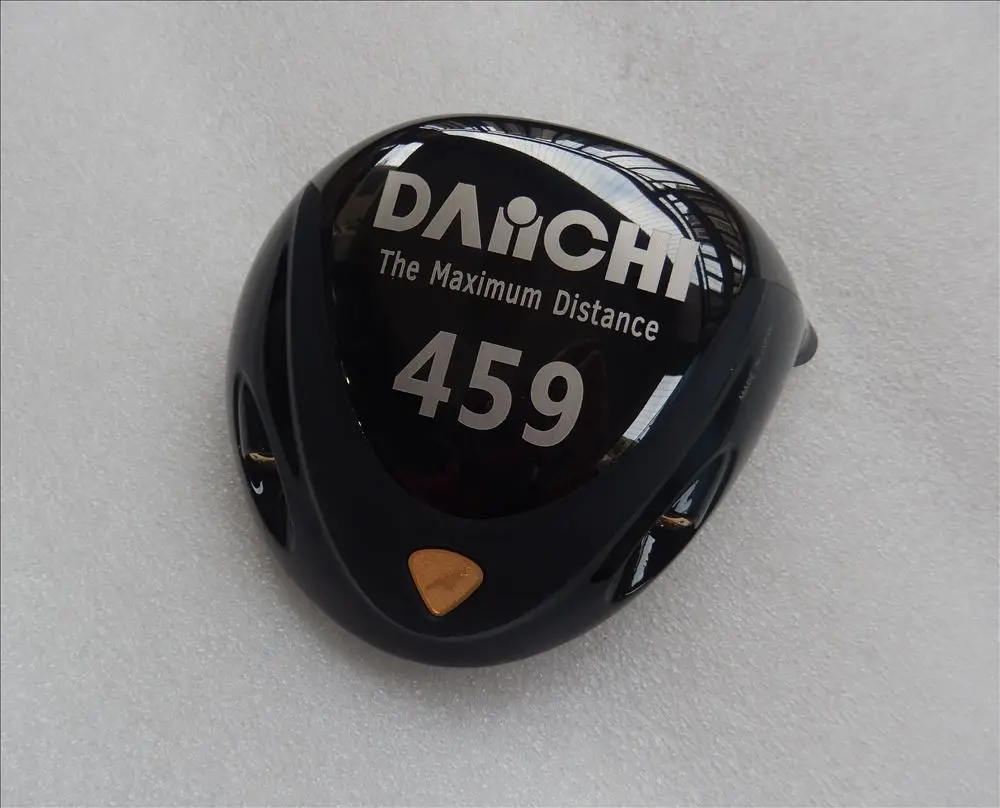 DAiiCHI
The Maximum Distance
459